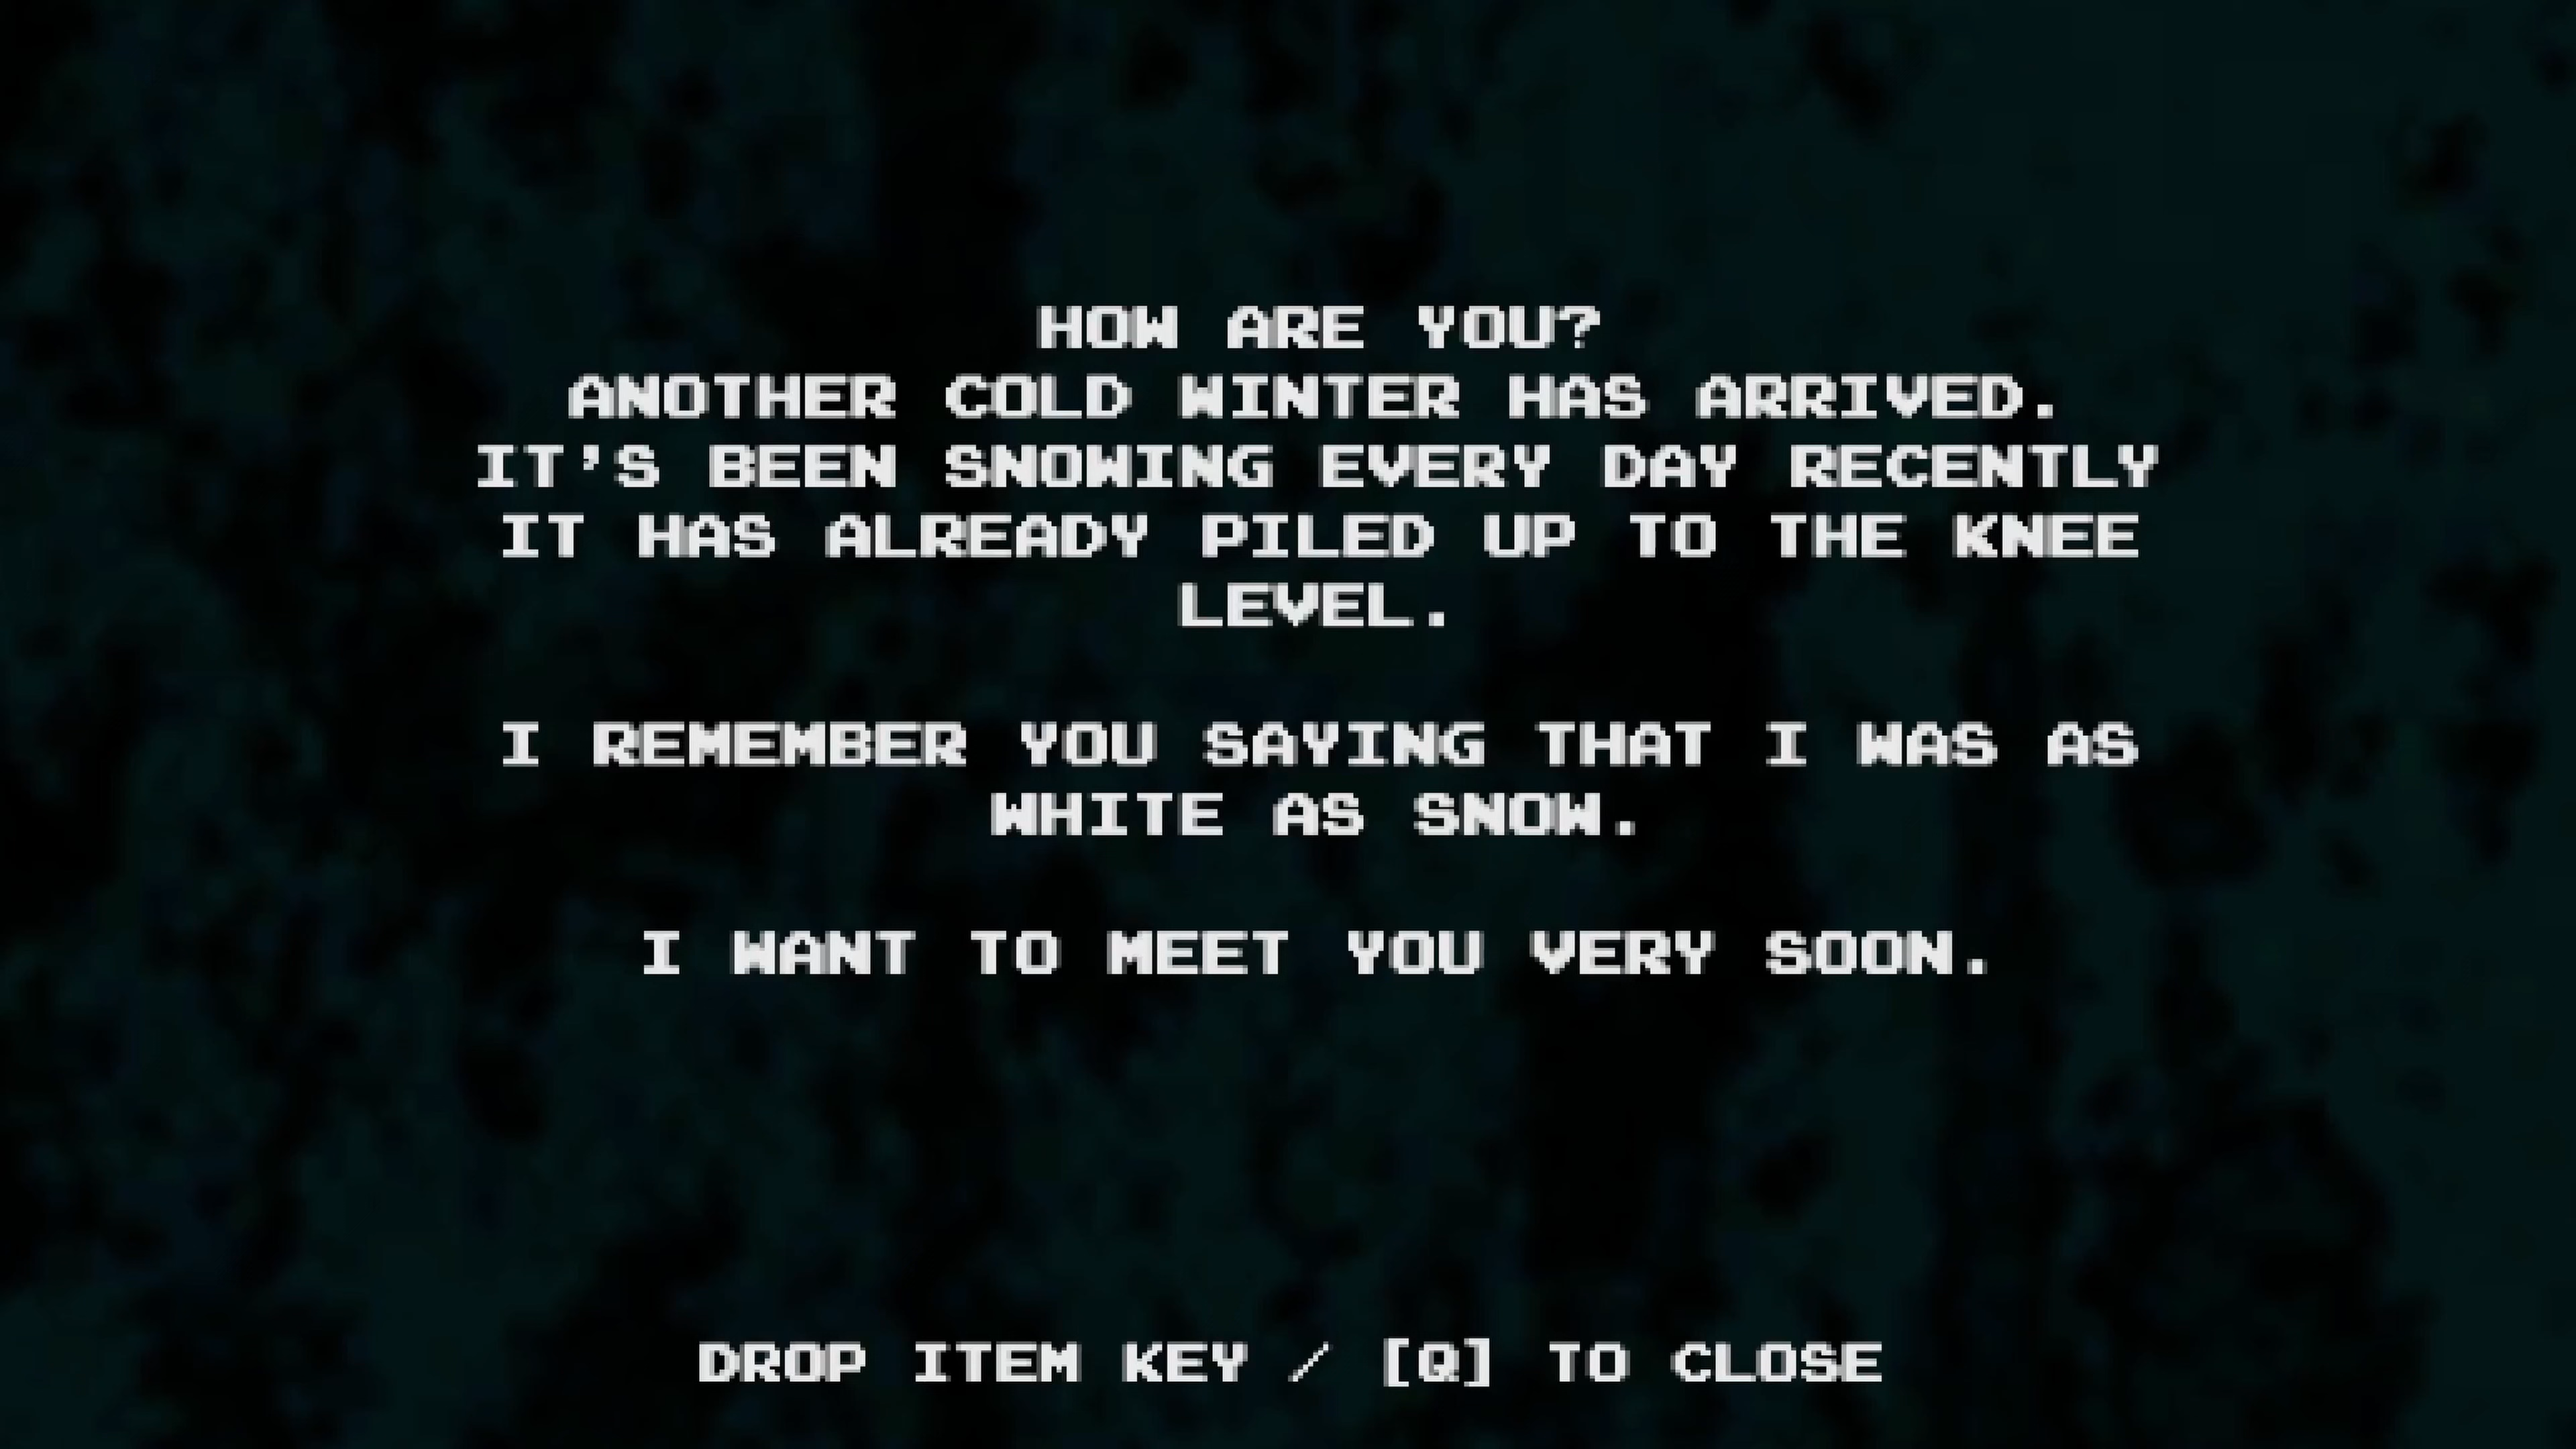 HOW ARE YOU?
ANOTHER COLD WINTER HAS ARRIVED.
IT'S BEEN SNOWING EVERY DAY RECENTLY
IT HAS ALREADY PILED UP TO THE KNEE
LEVEL.
I REMEMBER YOU SAYING THAT I WAS AS
WHITE AS SNOW.
I WANT TO MEET YOU VERY SOON.
DROP ITEM KEY / [Q] TO CLOSE